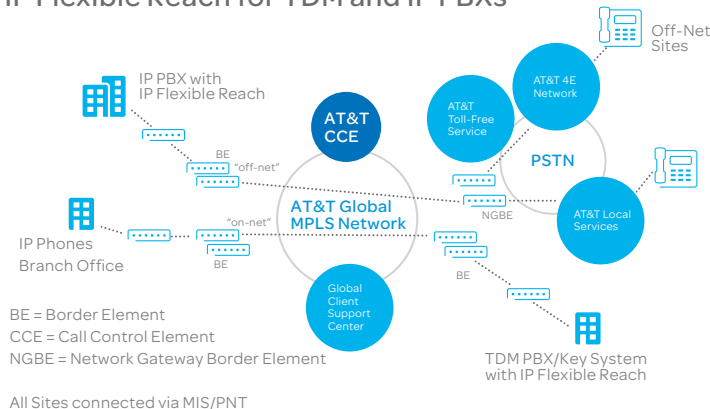 IP Flexible Reach for TDM and IP PBXs
Off-Net
Sites
IP PBX with
IP Flexible Reach
AT&T 4E
Network
AT&T
Toll-Free
Service
AT&T
CCE
BE
"off-net"
PSTN
AT&T Global
MPLS Network
NGBE
AT&T Local
Services
"on-net"
IP Phones
Branch Office
BE
BE
Global
Client
Support
Center
BE = Border Element
CCE = Call Control Element
NGBE = Network Gateway Border Element
TDM PBX/Key System
with IP Flexible Reach
All Sites connected via MIS/PNT